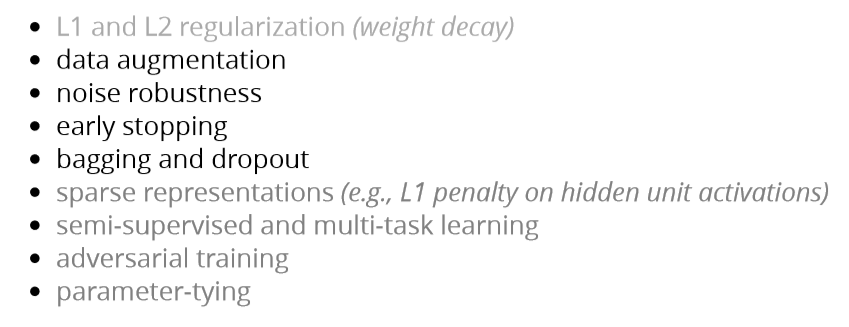 • L1 and L2 regularization (weight decay)
• data augmentation
• noise robustness
• early stopping
• bagging and dropout
• sparse representations (e.g., L1 penalty on hidden unit activations)
• semi-supervised and multi-task learning
• adversarial training
• parameter-tying